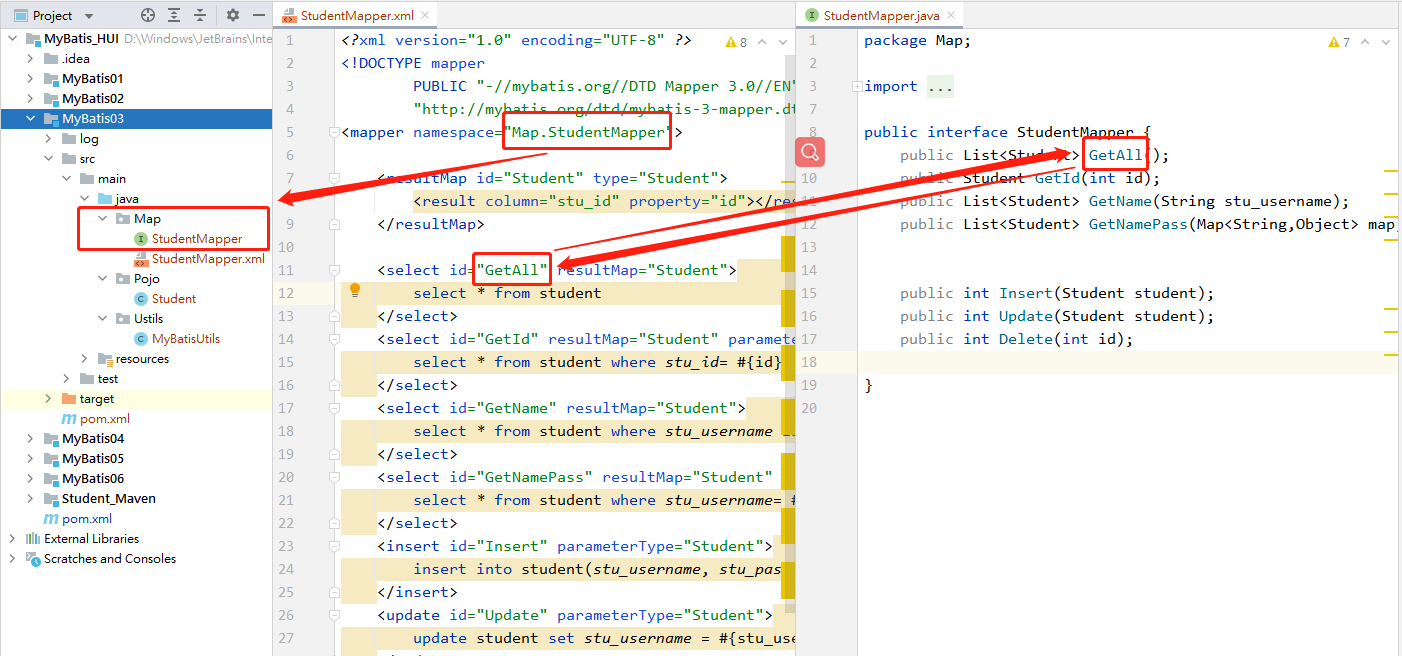 Project
MyBatis_HUI D:\Windows\JetBrains\Inte
.idea
MyBatis01
MyBatis02
MyBatis03
log
src
main
java
Map
StudentMapper
StudentMapper.xml
Pojo
Student
Ustils
MyBatisUtils
resources
test
target
pom.xml
MyBatis04
MyBatis05
MyBatis06
Student_Maven
pom.xml
External Libraries
Scratches and Consoles
StudentMapper.xml
8
1 <?xml version="1.0" encoding="UTF-8" ?>
2 <!DOCTYPE mapper
3 PUBLIC "-//mybatis.org//DTD Mapper 3.0//EN"
4 "http://mybatis.org/dtd/mybatis-3-mapper.dt
5 <mapper namespace="Map.StudentMapper">
6
7 <resultMap id="Student" type="Student">
8 <result column="stu_id" property="id"></res
9 </resultMap>
10
11 <select id="GetAll" resultMap="Student">
12 select * from student
13 </select>
14 <select id="GetId" resultMap="Student" paramete
15 select * from student where stu_id= #{id}
16 </select>
17 <select id="GetName" resultMap="Student">
18 select * from student where stu_username
19 </select>
20 <select id="GetNamePass" resultMap="Student"
21 select * from student where stu_username= #
22 </select>
23 <insert id="Insert" parameterType="Student">
24 insert into student(stu_username, stu_pas
25 </insert>
26 <update id="Update" parameterType="Student">
27 update student set stu_username = #{stu_use
StudentMapper.java
7
1 package Map;
2
3 import ...
7
8 public interface StudentMapper {
public List<Student> GetAll();
10 public Student GetId(int id);
11 public List<Student> GetName(String stu_username);
12 public List<Student> GetNamePass(Map<String,Object> map
13
14
15 public int Insert(Student student);
16 public int Update(Student student);
17 public int Delete(int id);
18
19 }
20